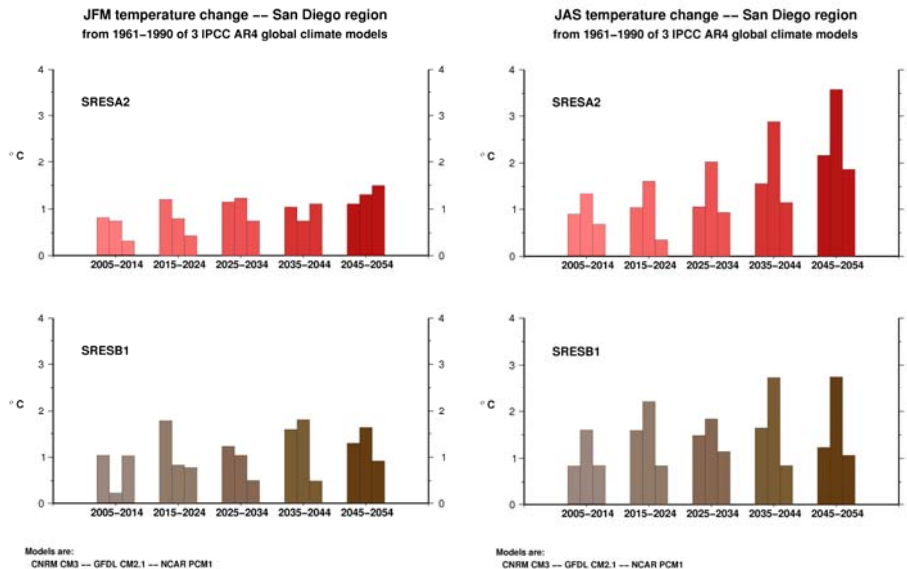 JFM temperature change -- San Diego region
from 1961-1990 of 3 IPCC AR4 global climate models
4
3
2
1
0
4
3
2
1
0
° C
SRESA2
2005-2014 2015-2024 2025-2034 2035-2044 2045-2054
4
3
2
1
0
4
3
2
1
0
° C
SRESB1
2005-2014 2015-2024 2025-2034 2035-2044 2045-2054
Models are:
CNRM CM3 -- GFDL CM2.1 -- NCAR PCM1
JAS temperature change -- San Diego region
from 1961-1990 of 3 IPCC AR4 global climate models
4
3
2
1
0
SRESA2
2005-2014 2015-2024 2025-2034 2035-2044 2045-2054
4
3
2
1
0
SRESB1
2005-2014 2015-2024 2025-2034 2035-2044 2045-2054
Models are:
CNRM CM3 -- GFDL CM2.1 -- NCAR PCM1